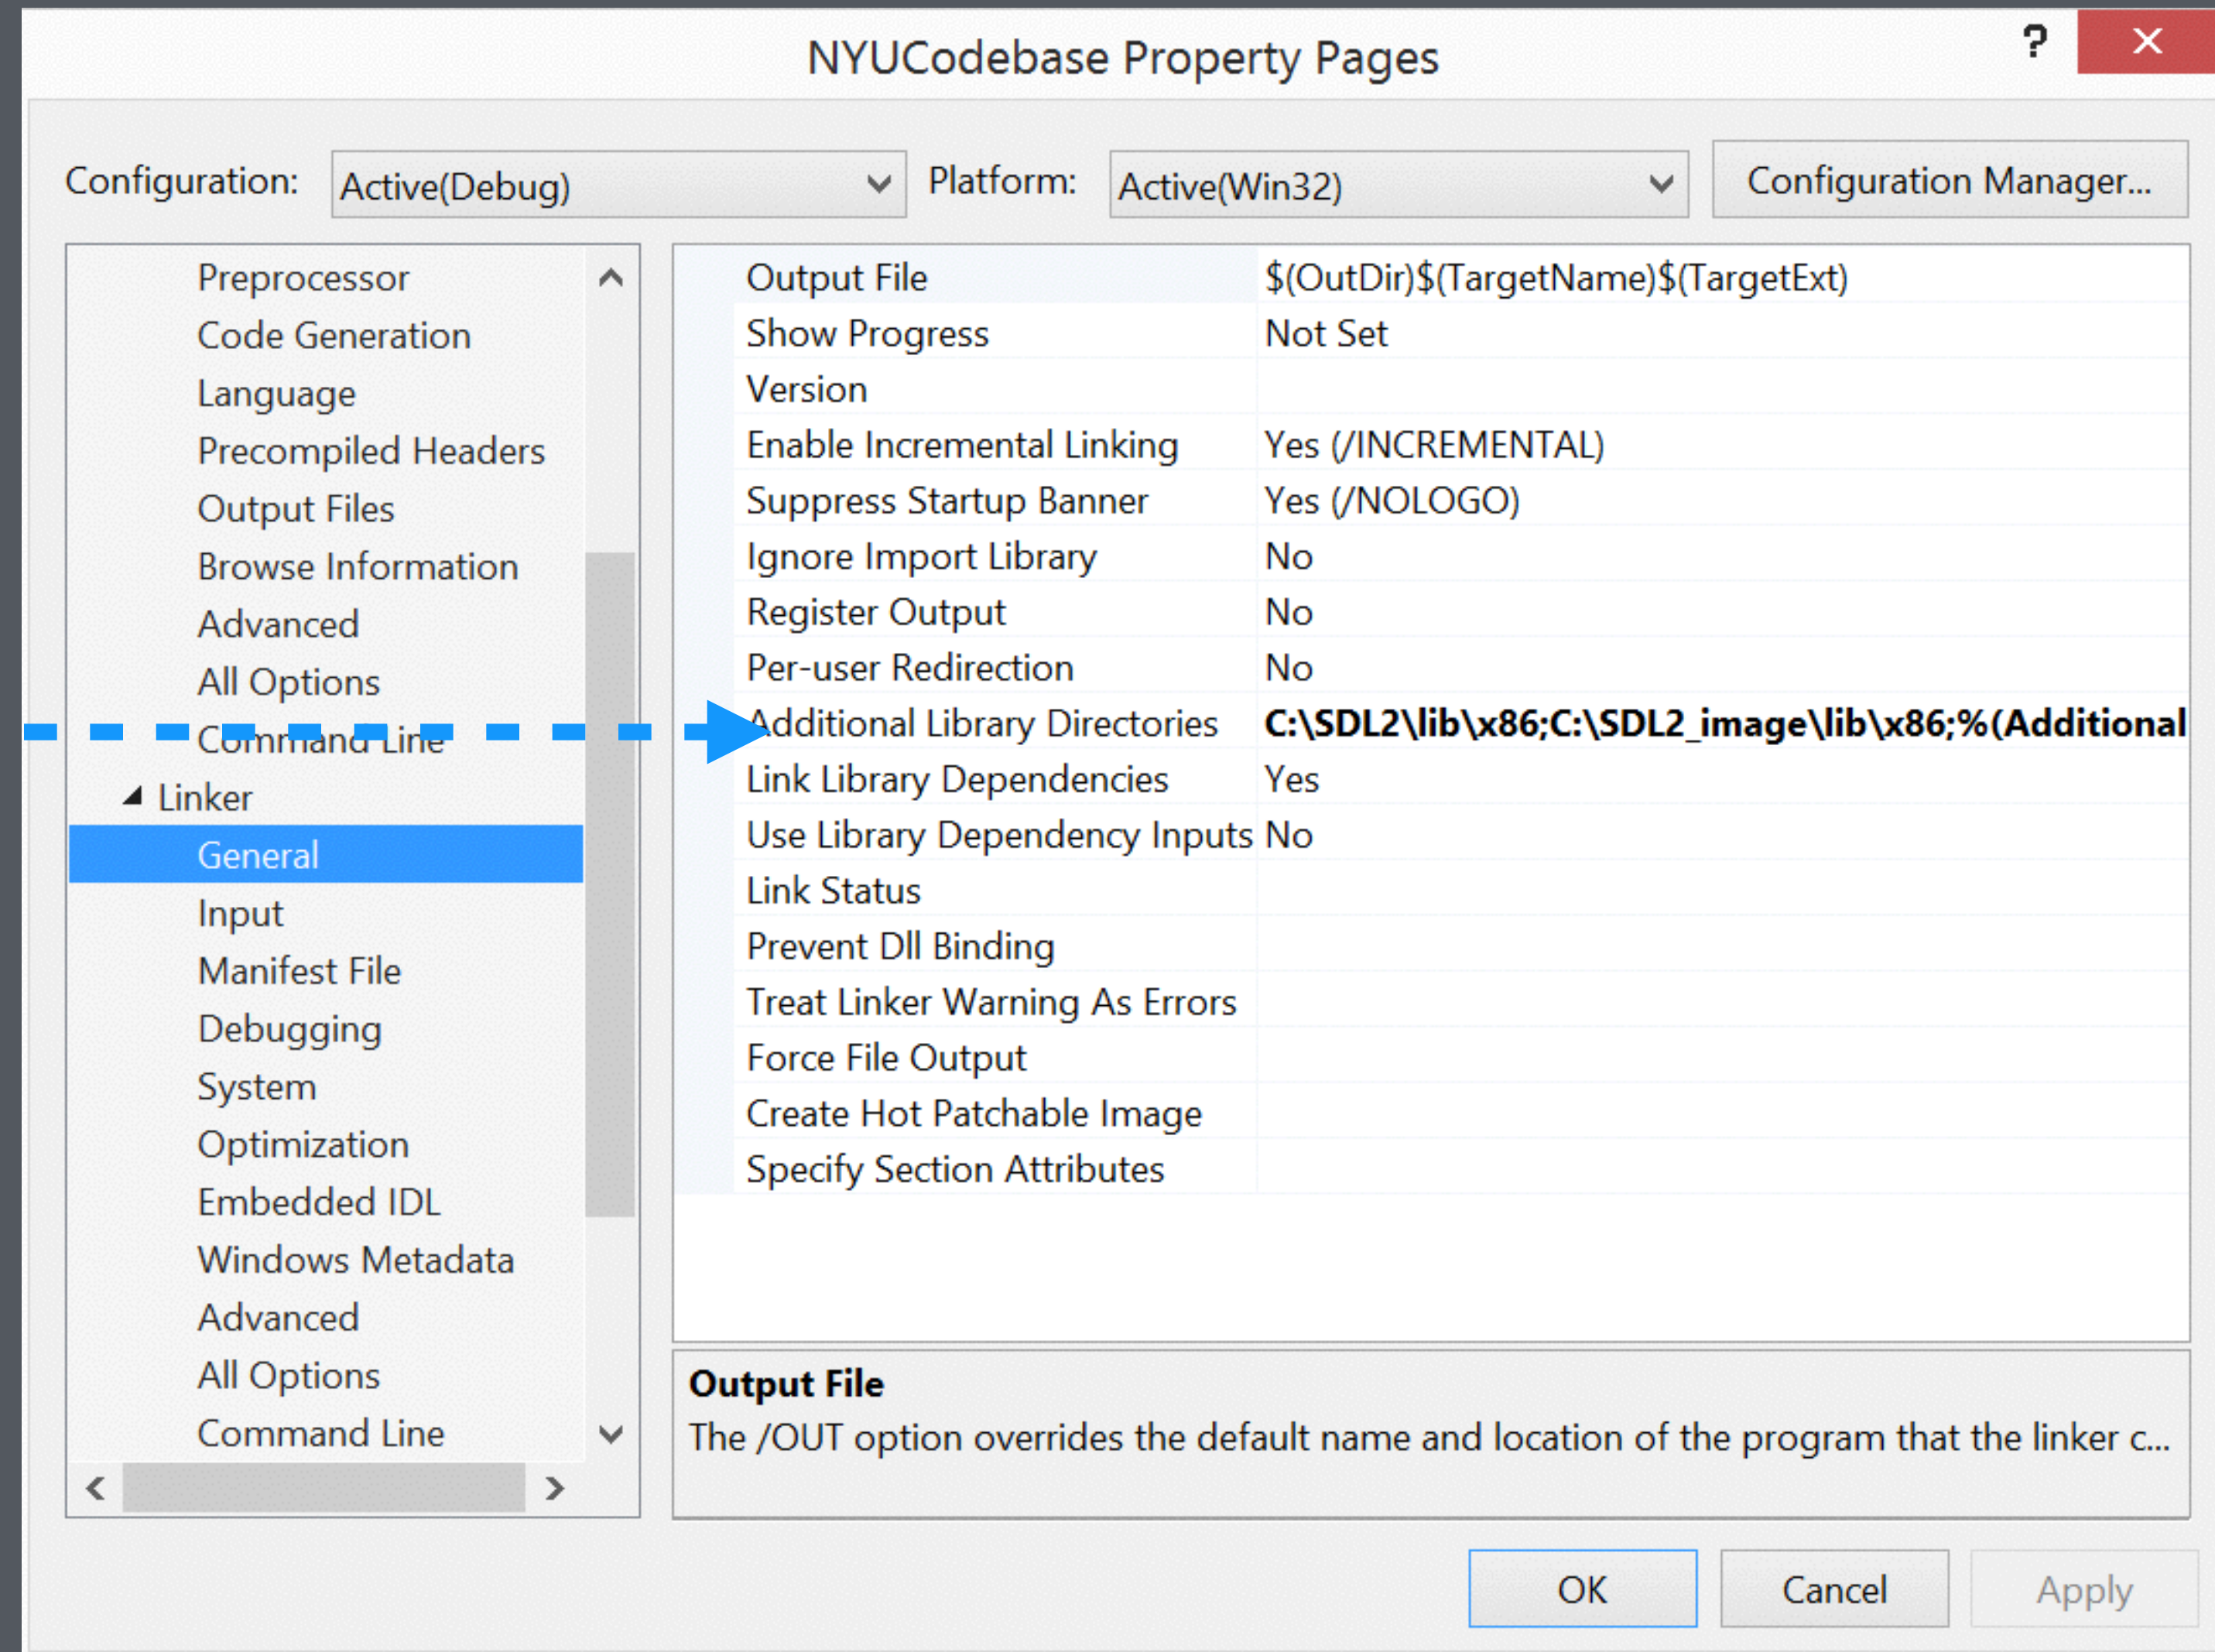 NYUCodebase Property Pages
?
Configuration: Active(Debug) Platform: Active(Win32) Configuration Manager...
Preprocessor
Code Generation
Language
Precompiled Headers
Output Files
Browse Information
Advanced
All Options
Command Line
Linker
General
Input
Manifest File
Debugging
System
Optimization
Embedded IDL
Windows Metadata
Advanced
All Options
Command Line
Output File $(OutDir)$(TargetName)$(TargetExt)
Show Progress Not Set
Version
Enable Incremental Linking Yes (/INCREMENTAL)
Suppress Startup Banner Yes (/NOLOGO)
Ignore Import Library No
Register Output No
Per-user Redirection No
Additional Library Directories C:\SDL2\lib\x86;C:\SDL2_image\lib\x86;%(Additional
Link Library Dependencies Yes
Use Library Dependency Inputs No
Link Status
Prevent Dll Binding
Treat Linker Warning As Errors
Force File Output
Create Hot Patchable Image
Specify Section Attributes
Output File
The /OUT option overrides the default name and location of the program that the linker c...
OK Cancel Apply